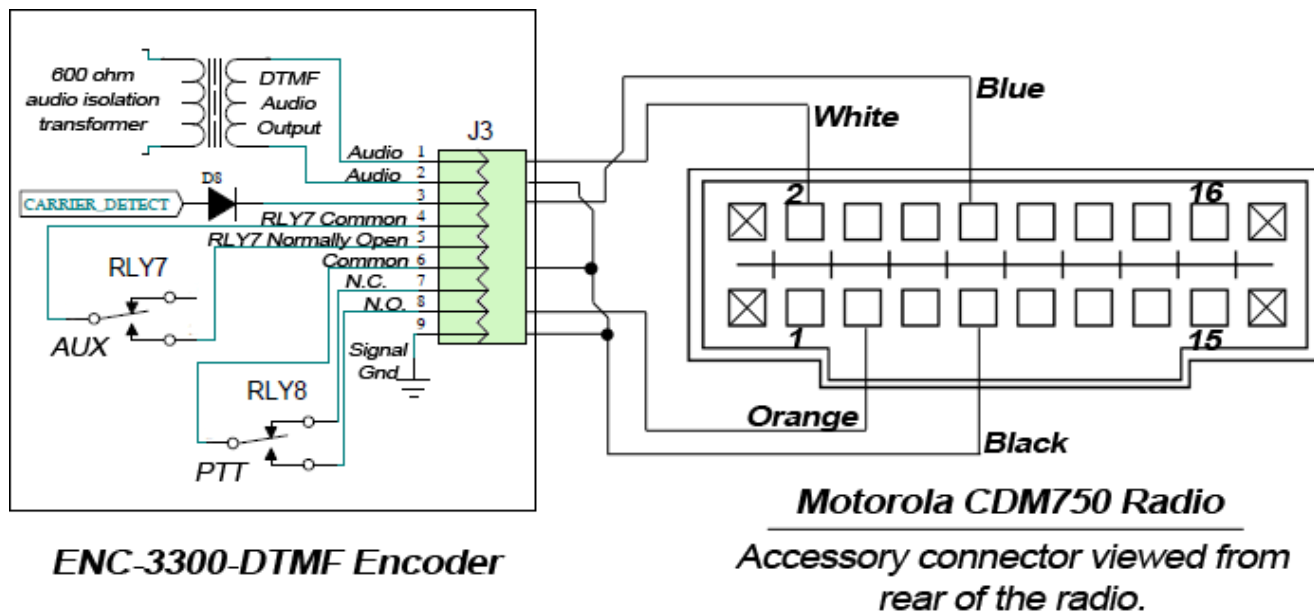 600 ohm
audio isolation
transformer
DTMF
Audio
Output
J3
Audio 1
Audio 2
D8
CARRIER_DETECT
3
RLY7 Common 4
RLY7 Normally Open 5
Common 6
N.C. 7
N.O. 8
9
Signal
Gnd
RLY7
AUX
RLY8
PTT
ENC-3300-DTMF Encoder
Blue
White
2
16
1
15
Orange
Black
Motorola CDM750 Radio
Accessory connector viewed from
rear of the radio.